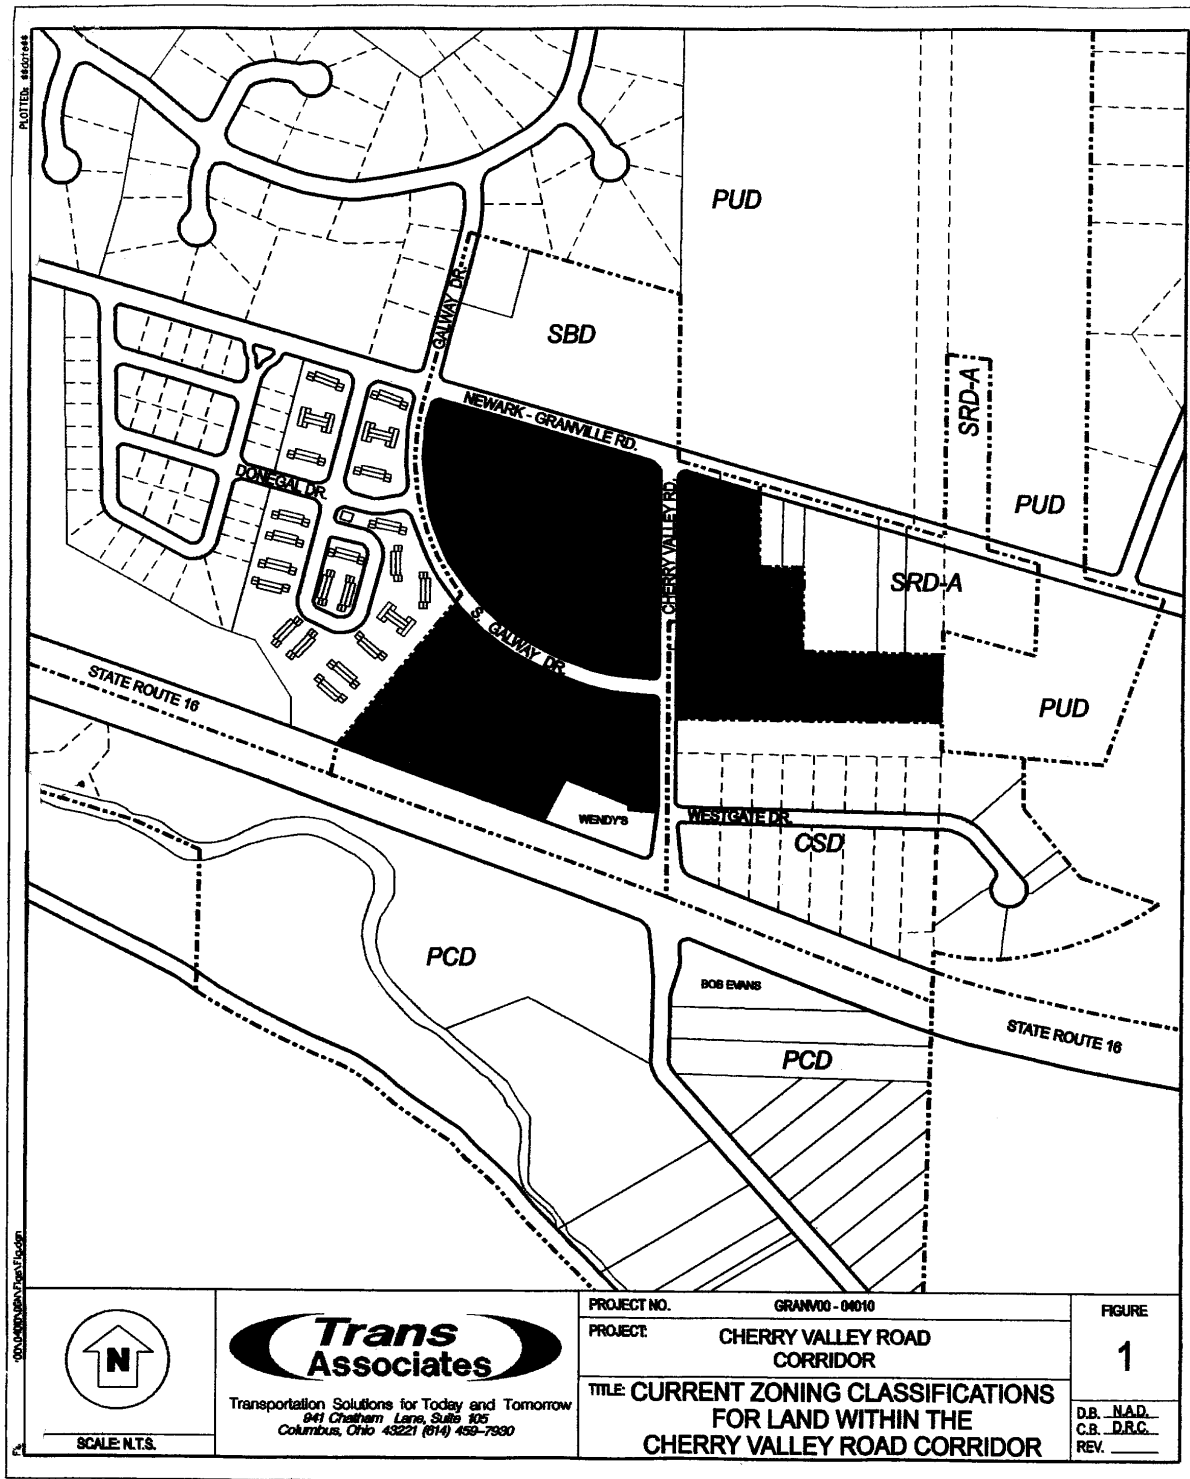 PUD
GALWAY DR.
SBD
SRD-A
NEWARK - GRANVILLE RD.
DONEGAL DR.
CHERRY VALLEY RD.
PUD
SRD-A
S. GALWAY DR.
STATE ROUTE 16
PUD
WENDY'S
WESTGATE DR.
CSD
PCD
BOB EVANS
STATE ROUTE 16
PCD
PLOTTED:
N
SCALE: N.T.S.
Trans
Associates
Transportation Solutions for Today and Tomorrow
941 Chatham Lane, Suite 105
Columbus, Ohio 43221 (614) 459-7930
PROJECT NO. GRANV00 - 04010
PROJECT: CHERRY VALLEY ROAD
CORRIDOR
TITLE: CURRENT ZONING CLASSIFICATIONS
FOR LAND WITHIN THE
CHERRY VALLEY ROAD CORRIDOR
FIGURE
1
D.B. N.A.D.
C.B. D.R.C.
REV.